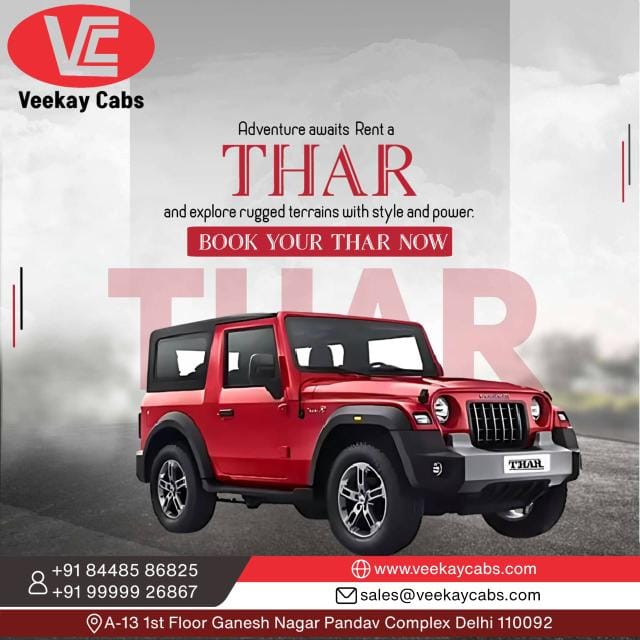 VC
Veekay Cabs
Adventure awaits Rent a
THAR
and explore rugged terrains with style and power.
BOOK YOUR THAR NOW
THAR
THAR
+91 84485 86825
+91 99999 26867
www.veekaycabs.com
sales@veekaycabs.com
A-13 1st Floor Ganesh Nagar Pandav Complex Delhi 110092